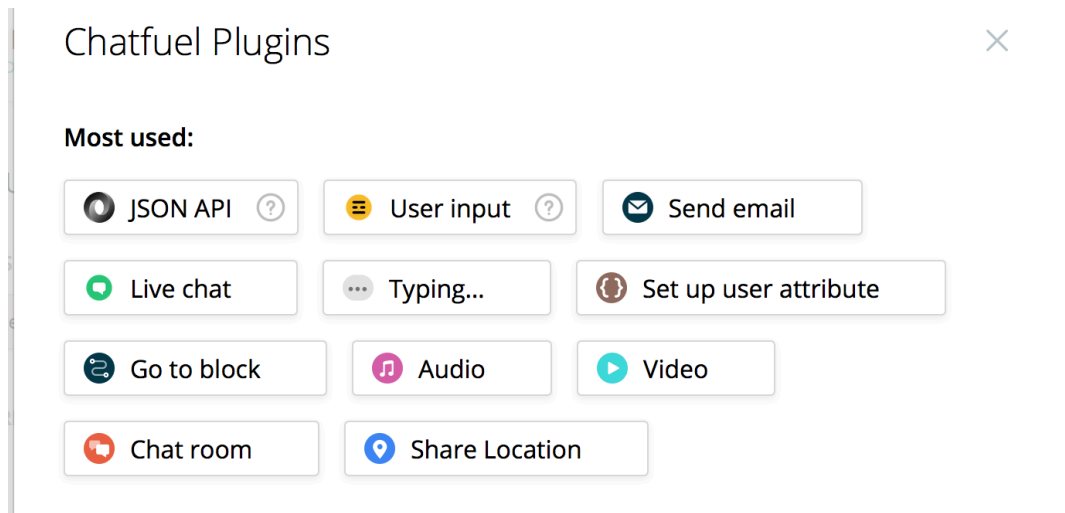 Chatfuel Plugins
Most used:
JSON API ? User input ? Send email
Live chat Typing... Set up user attribute
Go to block Audio Video
Chat room Share Location